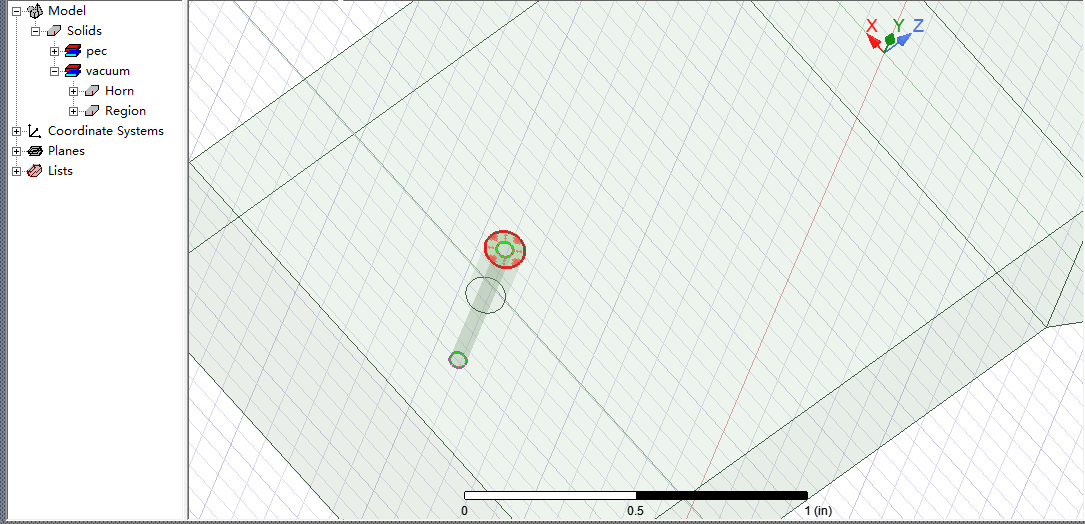 Model
Solids
pec
vacuum
Horn
Region
Coordinate Systems
Planes
Lists
X Y Z
0 0.5 1 (in)